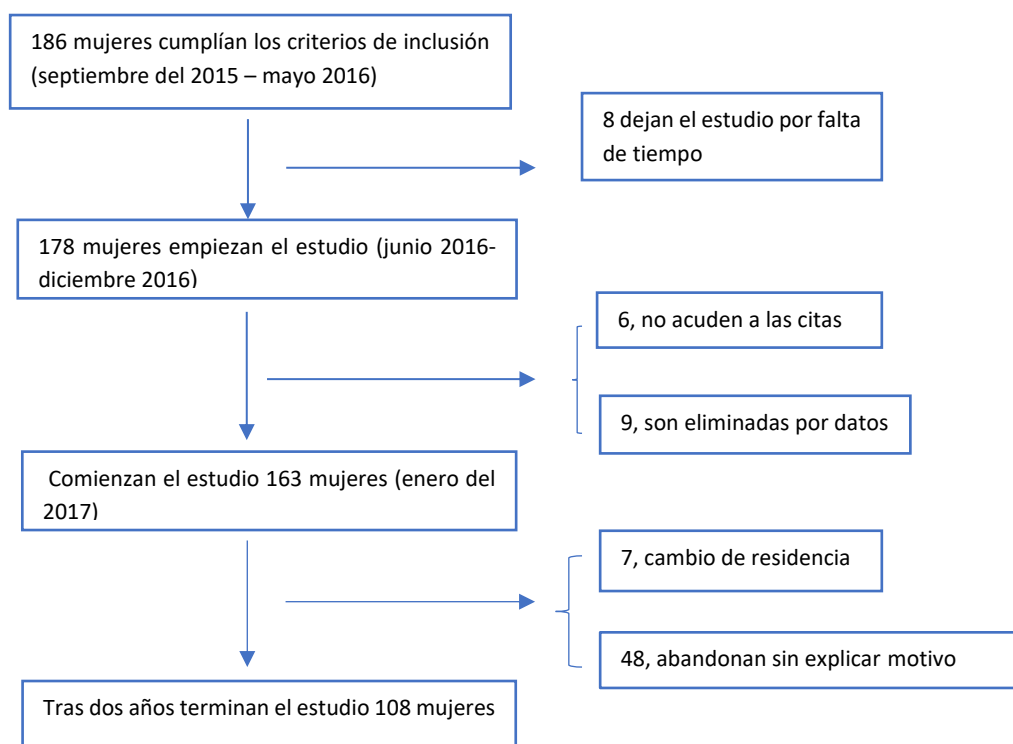 186 mujeres cumplían los criterios de inclusión
(septiembre del 2015 – mayo 2016)
8 dejan el estudio por falta
de tiempo
178 mujeres empiezan el estudio (junio 2016-
diciembre 2016)
6, no acuden a las citas
9, son eliminadas por datos
Comienzan el estudio 163 mujeres (enero del
2017)
7, cambio de residencia
48, abandonan sin explicar motivo
Tras dos años terminan el estudio 108 mujeres